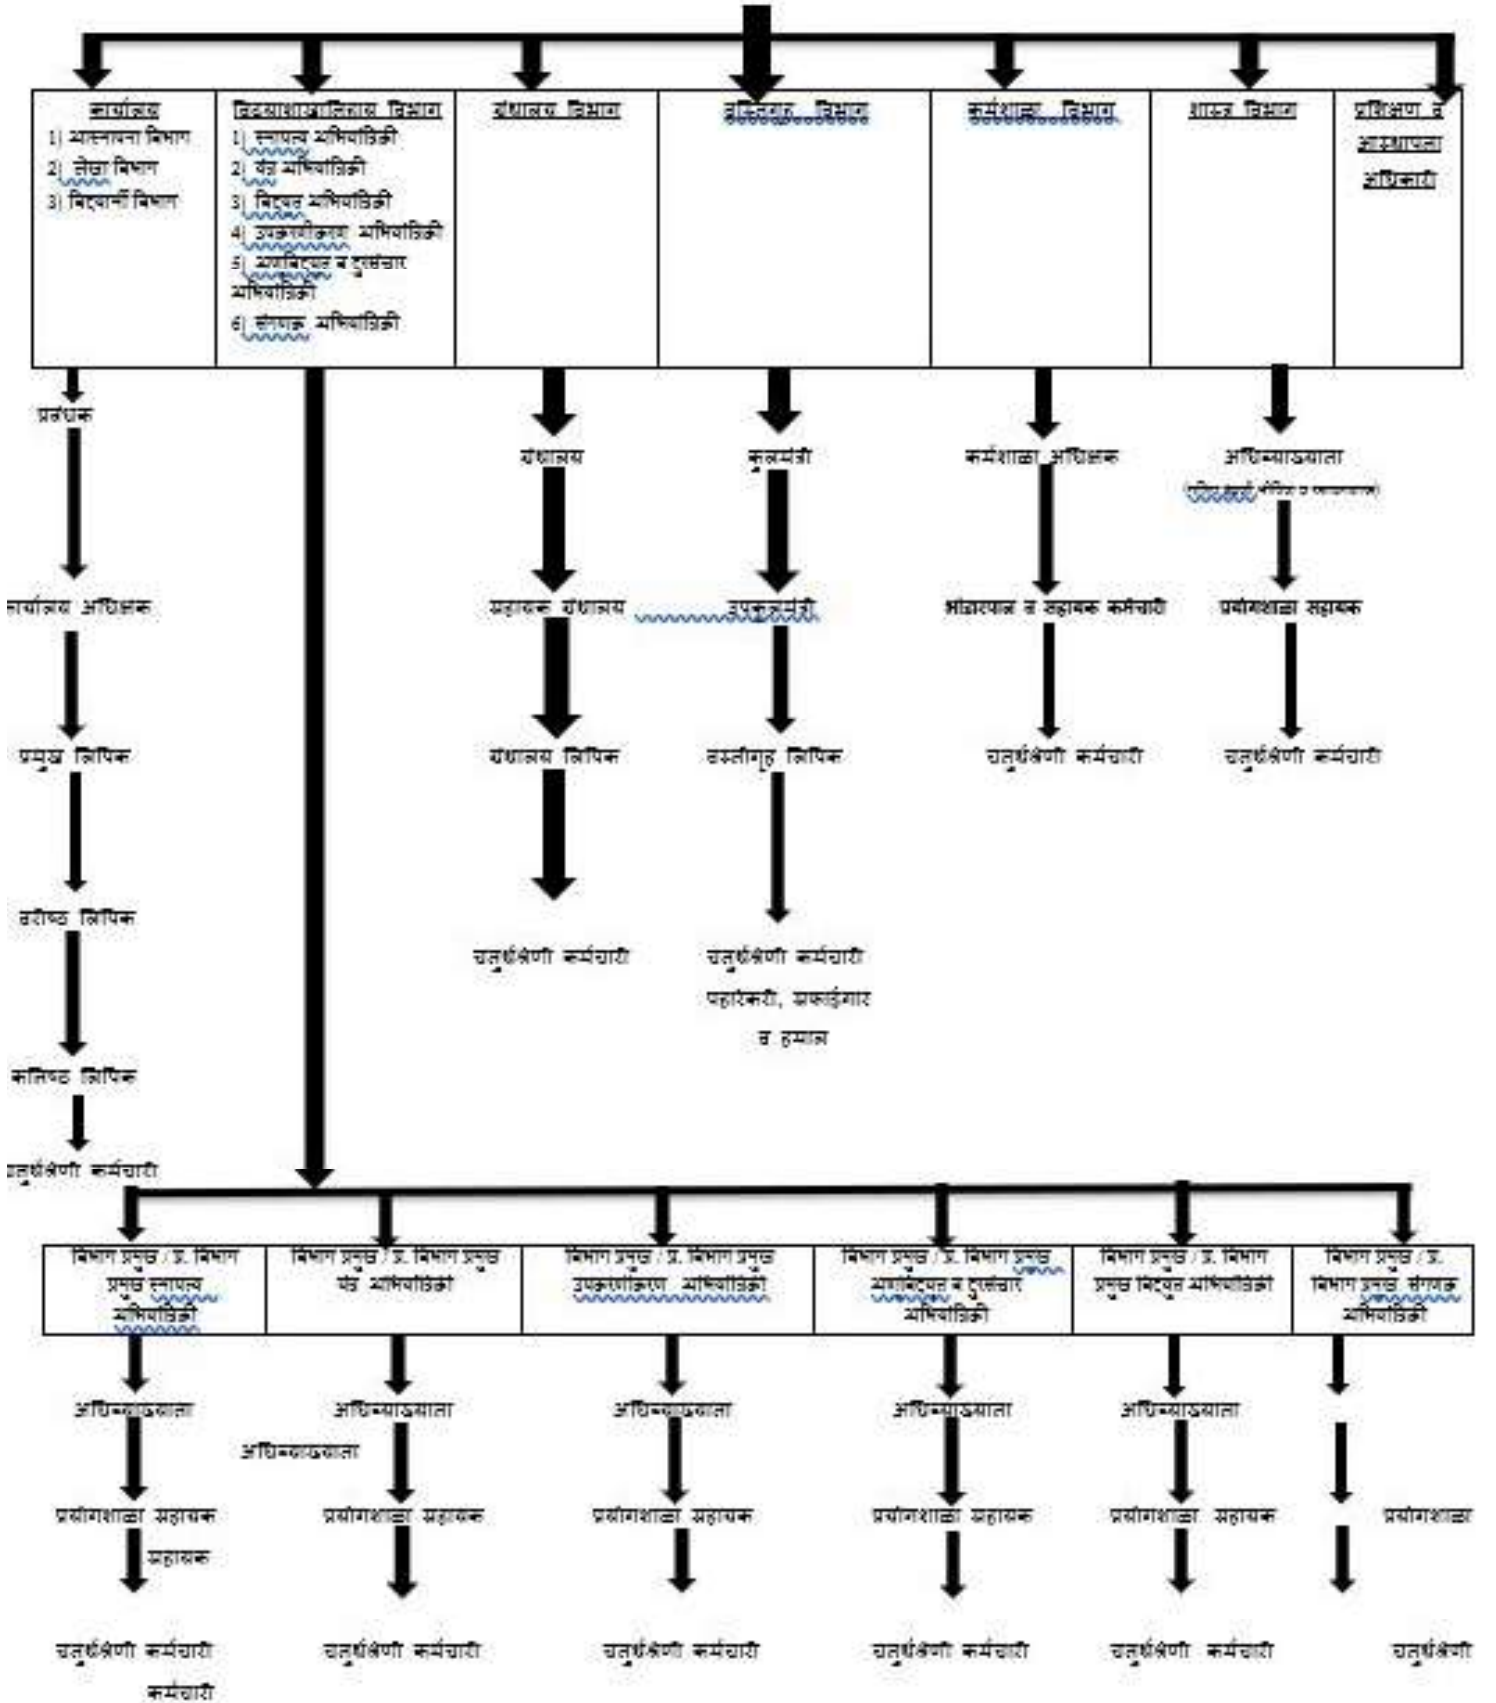 कार्यालय
1) आस्थापना विभाग
2) लेखा विभाग
3) विद्यार्थी विभाग
विद्याशाखानिहाय विभाग
1) स्थापत्य अभियांत्रिकी
2) यंत्र अभियांत्रिकी
3) विद्युत अभियांत्रिकी
4) उपकरणीकरण अभियांत्रिकी
5) अणुविद्युत व दुरसंचार
अभियांत्रिकी
6) संगणक अभियांत्रिकी
ग्रंथालय विभाग
वस्तिगृह विभाग
कर्मशाळा विभाग
शास्त्र विभाग
प्रशिक्षण व
आस्थापना
अधिकारी
प्रबंधक
ग्रंथालय
कुलमंत्री
कर्मशाळा अधिक्षक
अधिव्याख्याता
कार्यालय अधिक्षक
सहायक ग्रंथालय
उपकुलमंत्री
भांडारपाल व सहायक कर्मचारी
प्रयोगशाळा सहायक
प्रमुख लिपिक
ग्रंथालय लिपिक
वस्तीगृह लिपिक
चतुर्थश्रेणी कर्मचारी
चतुर्थश्रेणी कर्मचारी
वरीष्ठ लिपिक
चतुर्थश्रेणी कर्मचारी
चतुर्थश्रेणी कर्मचारी
पहारेकरी, सफाईगार
व हमाल
कनिष्ठ लिपिक
चतुर्थश्रेणी कर्मचारी
विभाग प्रमुख / प्र. विभाग
प्रमुख स्थापत्य
अभियांत्रिकी
विभाग प्रमुख / प्र. विभाग प्रमुख
यंत्र अभियांत्रिकी
विभाग प्रमुख / प्र. विभाग प्रमुख
उपकरणीकरण अभियांत्रिकी
विभाग प्रमुख / प्र. विभाग प्रमुख
अणुविद्युत व दुरसंचार
अभियांत्रिकी
विभाग प्रमुख / प्र. विभाग
प्रमुख विद्युत अभियांत्रिकी
विभाग प्रमुख / प्र.
विभाग प्रमुख संगणक
अभियांत्रिकी
अधिव्याख्याता
अधिव्याख्याता
अधिव्याख्याता
अधिव्याख्याता
अधिव्याख्याता
अधिव्याख्याता
प्रयोगशाळा सहायक
प्रयोगशाळा सहायक
प्रयोगशाळा सहायक
प्रयोगशाळा सहायक
प्रयोगशाळा सहायक
प्रयोगशाळा
सहायक
चतुर्थश्रेणी कर्मचारी
चतुर्थश्रेणी कर्मचारी
चतुर्थश्रेणी कर्मचारी
चतुर्थश्रेणी कर्मचारी
चतुर्थश्रेणी कर्मचारी
चतुर्थश्रेणी
कर्मचारी